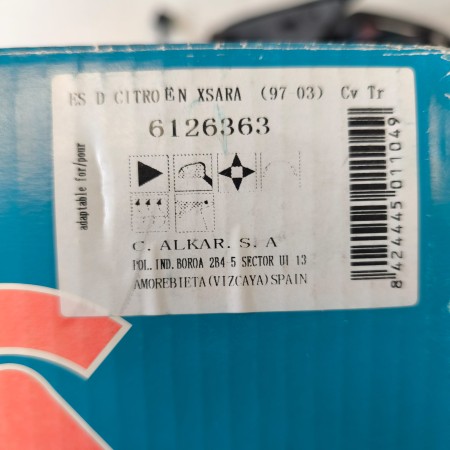 ES D CITROEN XSARA (97 03) Cv Tr
6126363
adaptable for/pour
C. ALKAR. S. A
POL. IND. BOROA 2B4-5 SECTOR UI 13
AMOREBIETA(VIZCAYA)SPAIN
8 424445 011049